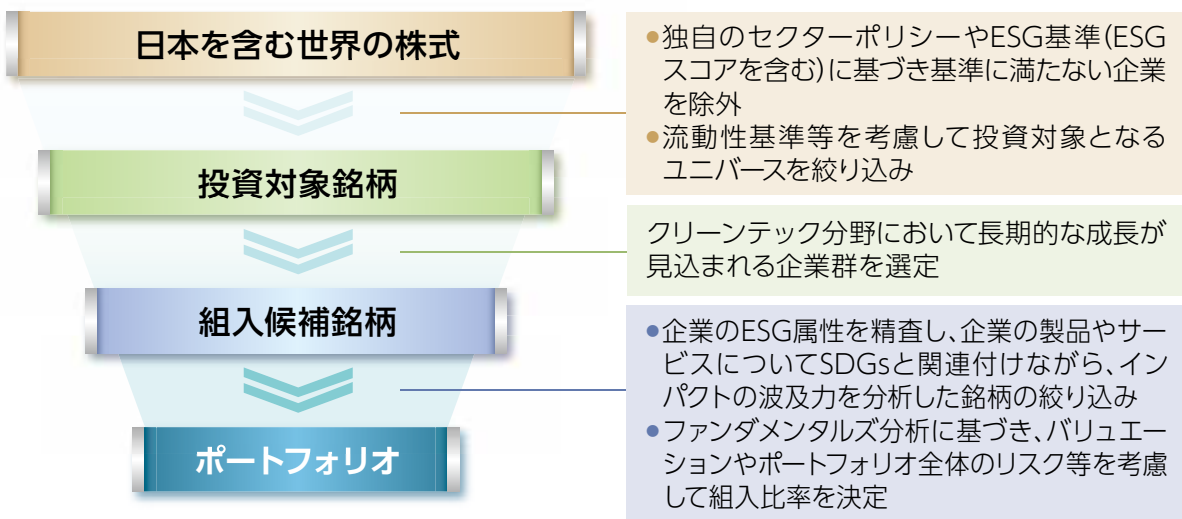 日本を含む世界の株式
●独自のセクターポリシーやESG基準(ESG
スコアを含む)に基づき基準に満たない企業
を除外
●流動性基準等を考慮して投資対象となる
ユニバースを絞り込み
投資対象銘柄
クリーンテック分野において長期的な成長が
見込まれる企業群を選定
組入候補銘柄
●企業のESG属性を精査し、企業の製品やサー
ビスについてSDGsと関連付けながら、イン
パクトの波及力を分析した銘柄の絞り込み
●ファンダメンタルズ分析に基づき、バリュエー
ションやポートフォリオ全体のリスク等を考慮
して組入比率を決定
ポートフォリオ